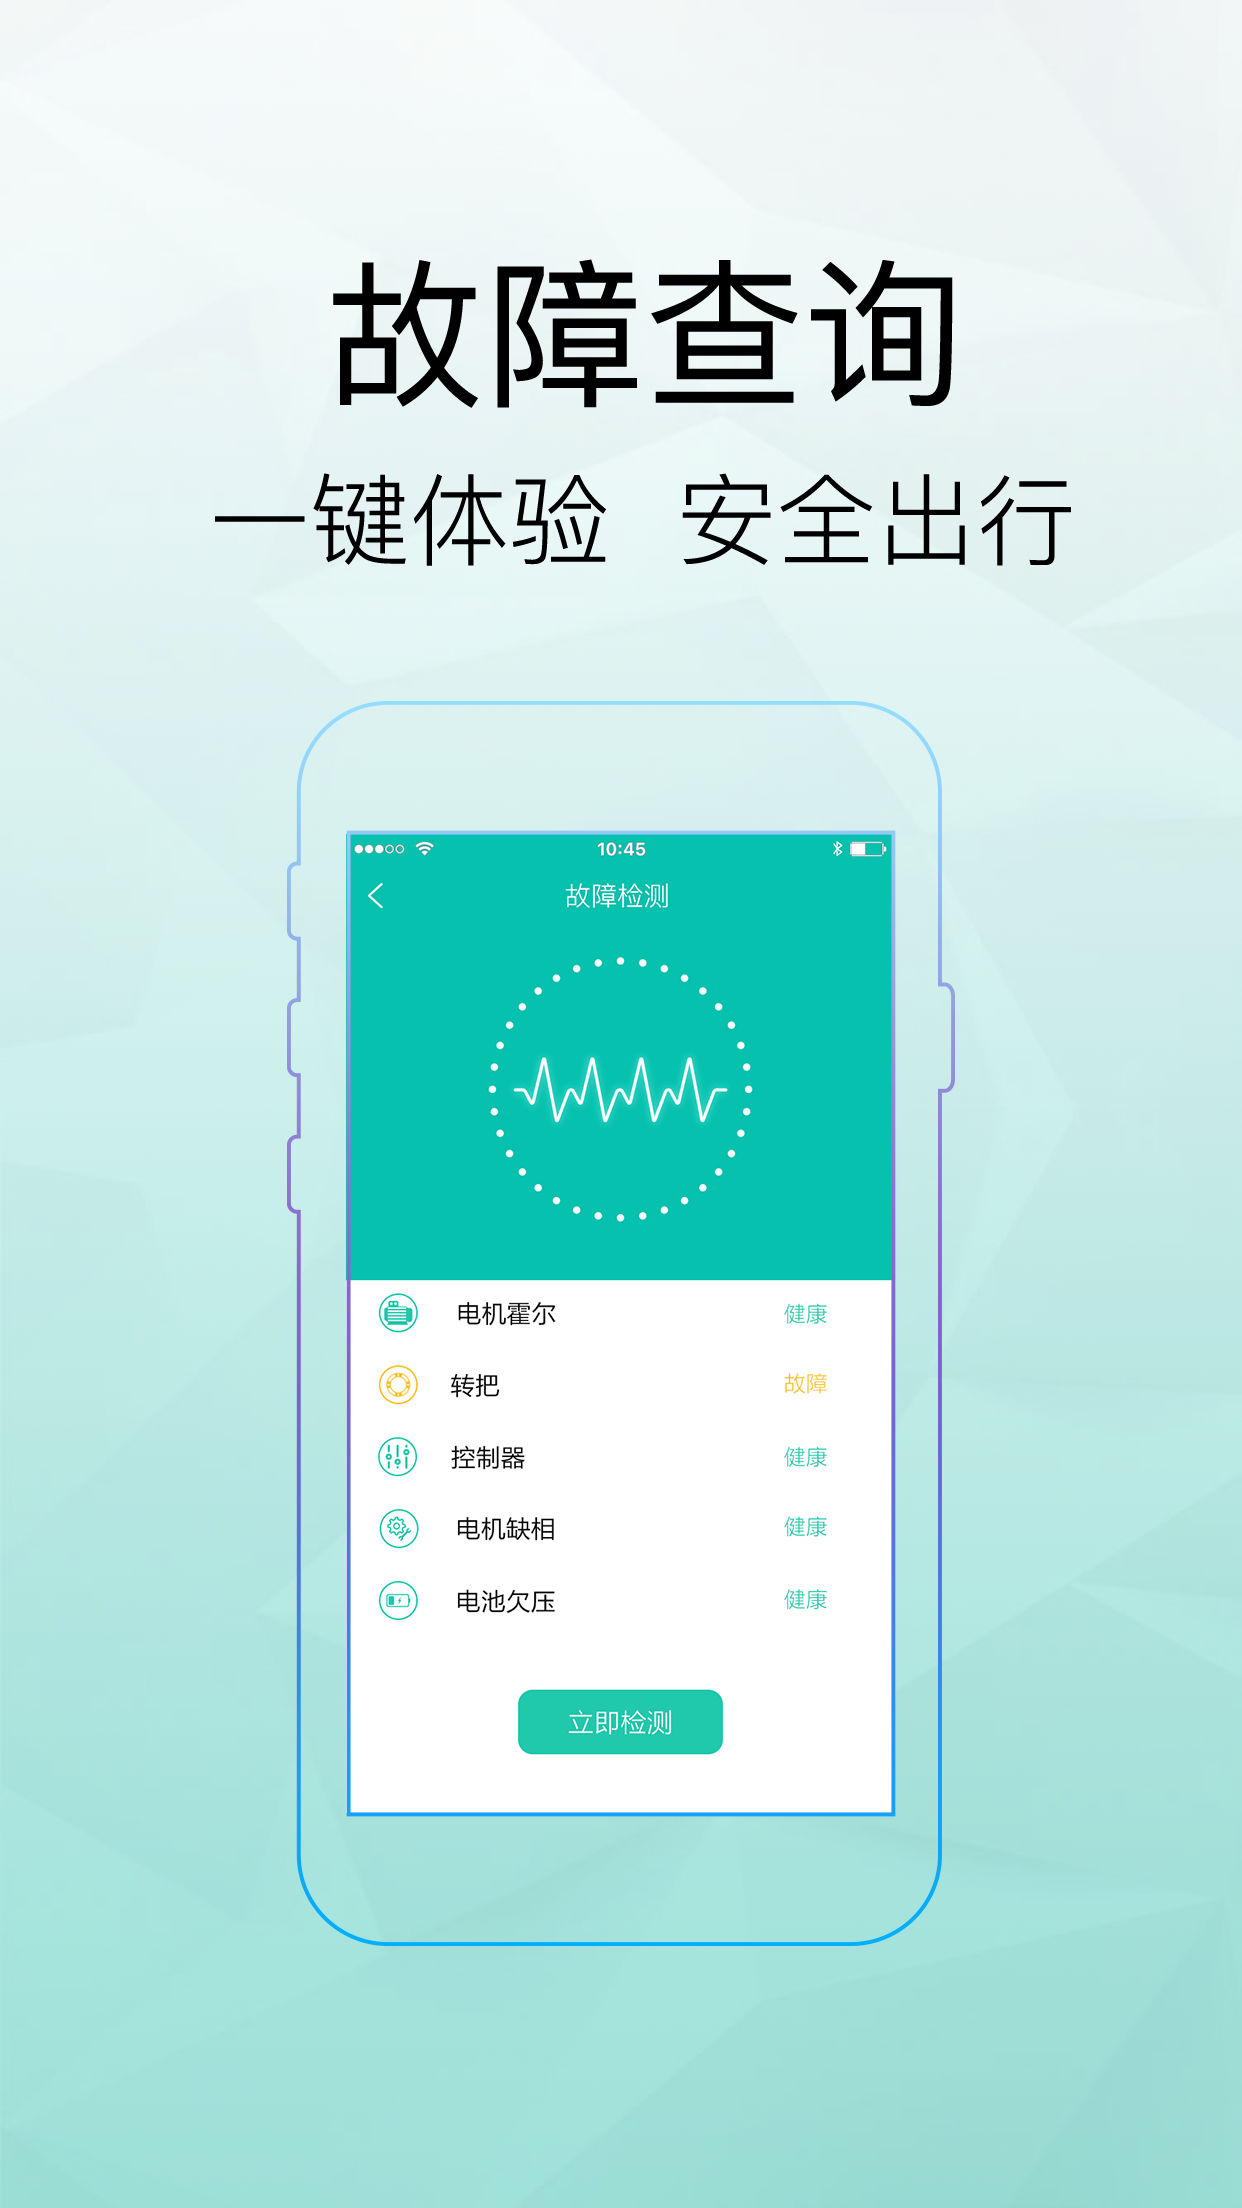 故障查询
一键体验 安全出行
10:45
故障检测
电机霍尔 健康
转把 故障
控制器 健康
电机缺相 健康
电池欠压 健康
立即检测